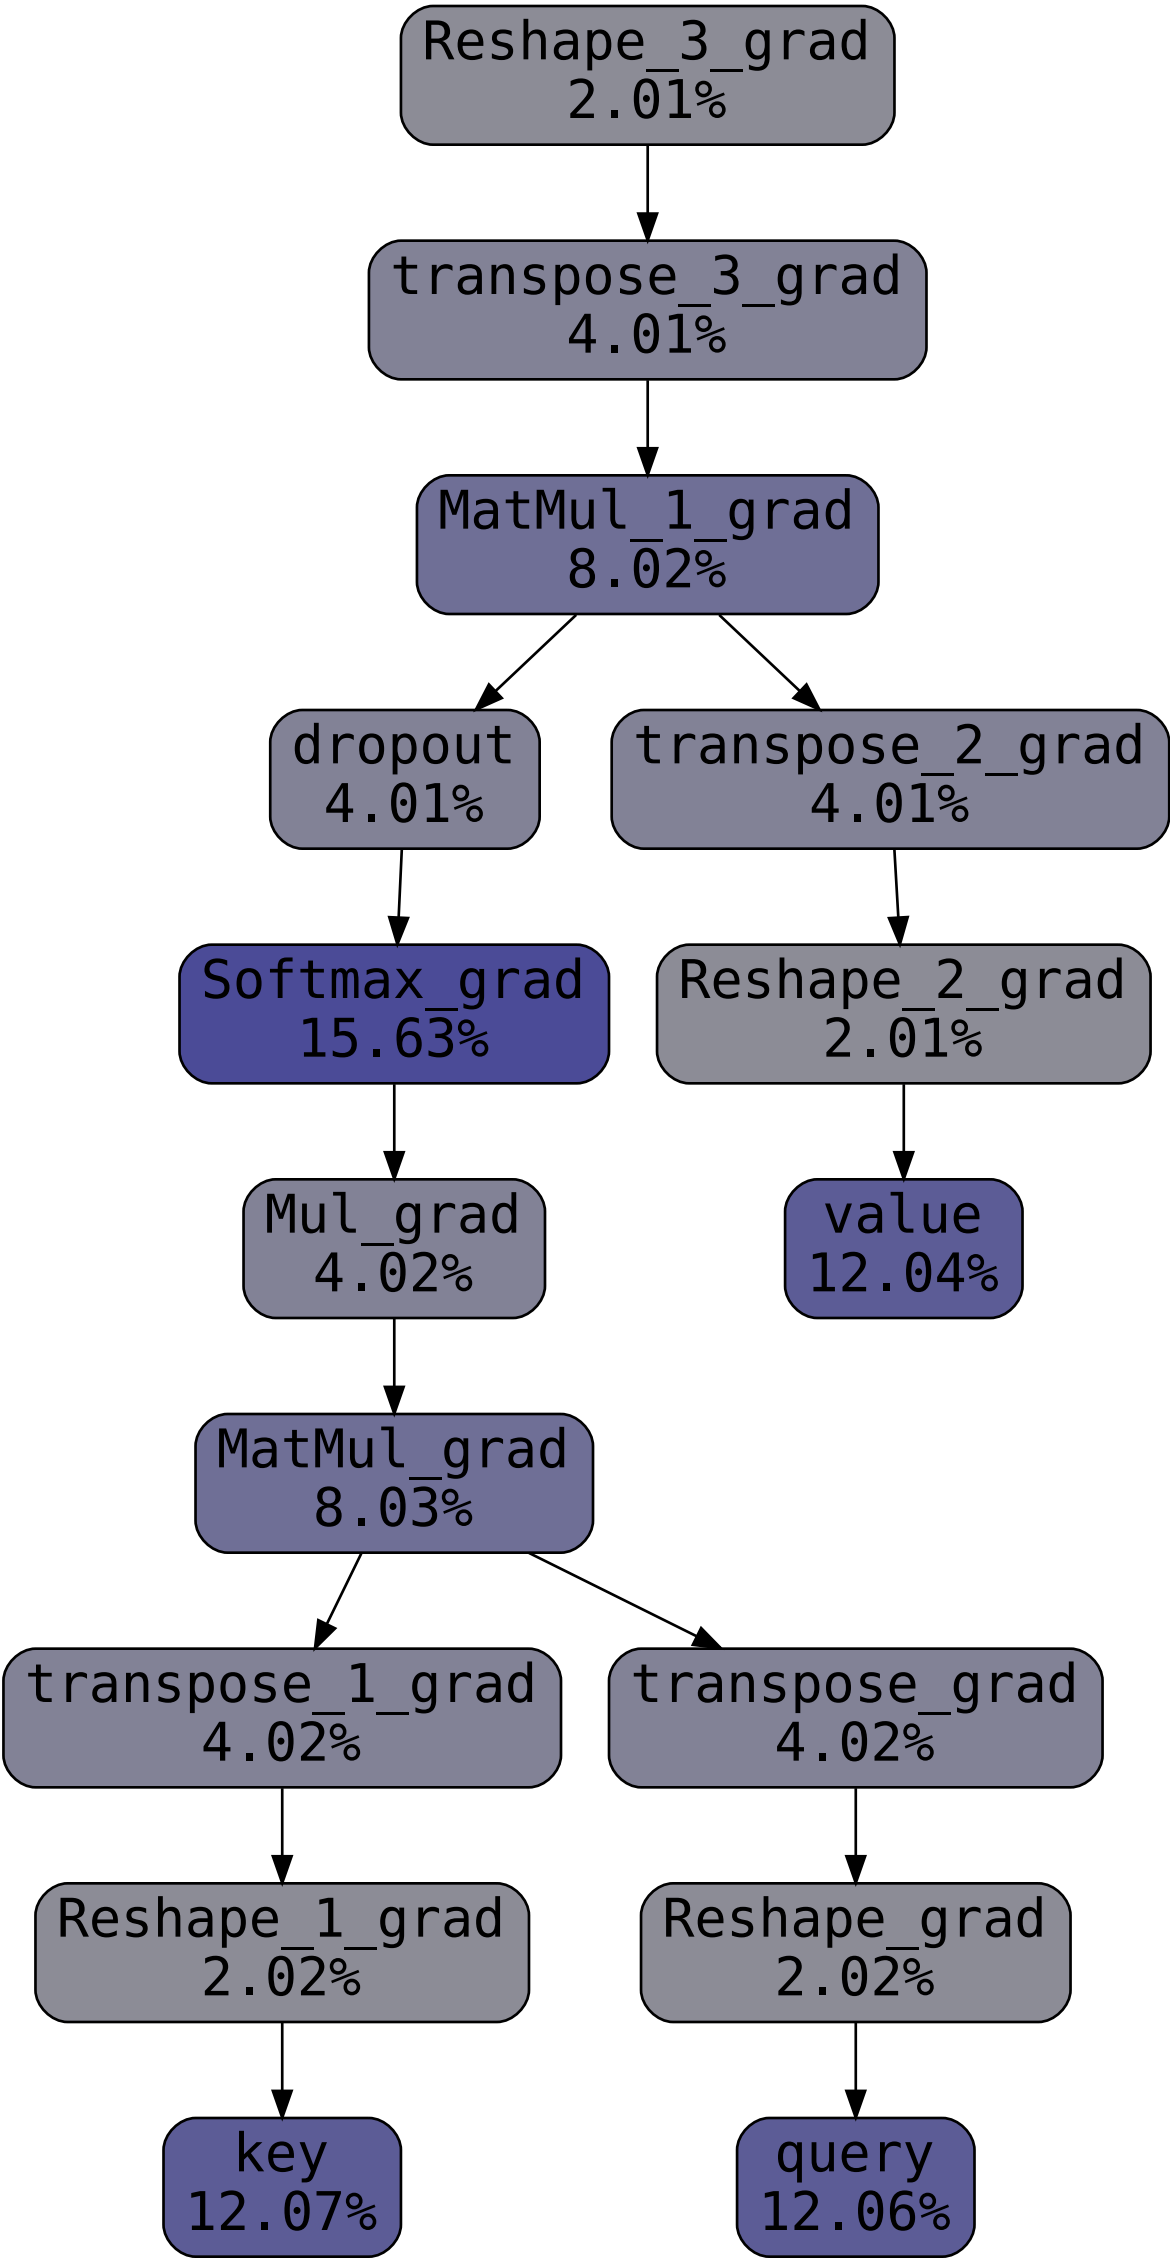 Reshape_3_grad
2.01%
transpose_3_grad
4.01%
MatMul_1_grad
8.02%
dropout
4.01%
transpose_2_grad
4.01%
Softmax_grad
15.63%
Reshape_2_grad
2.01%
Mul_grad
4.02%
value
12.04%
MatMul_grad
8.03%
transpose_1_grad
4.02%
transpose_grad
4.02%
Reshape_1_grad
2.02%
Reshape_grad
2.02%
key
12.07%
query
12.06%